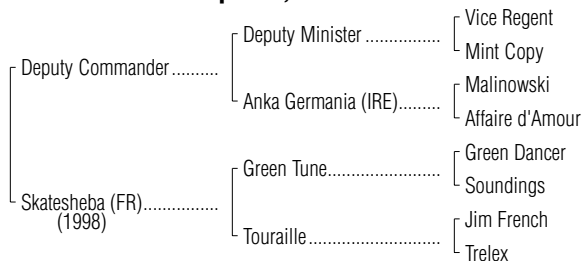 Vice Regent
Deputy Minister ................
Mint Copy
Deputy Commander ..........
Malinowski
Anka Germania (IRE) .........
Affaire d'Amour
Green Dancer
Green Tune .......................
Soundings
Skatesheba (FR) ................
(1998)
Jim French
Touraille ...........................
Trelex